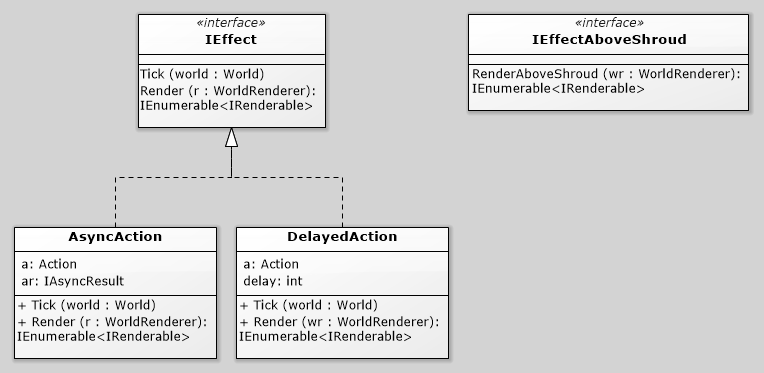 «interface»
IEffect
Tick (world : World)
Render (r : WorldRenderer):
IEnumerable<IRenderable>
«interface»
IEffectAboveShroud
RenderAboveShroud (wr : WorldRenderer):
IEnumerable<IRenderable>
AsyncAction
a: Action
ar: IAsyncResult
+ Tick (world : World)
+ Render (r : WorldRenderer):
IEnumerable<IRenderable>
DelayedAction
a: Action
delay: int
+ Tick (world : World)
+ Render (wr : WorldRenderer):
IEnumerable<IRenderable>